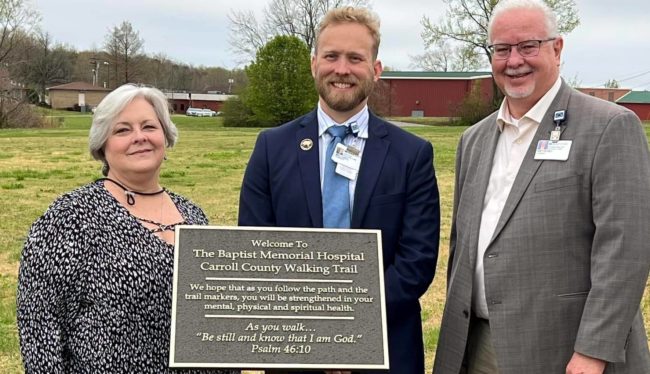 Welcome To
The Baptist Memorial Hospital
Carroll County Walking Trail
We hope that as you follow the path and the
trail markers, you will be strengthened in your
mental, physical and spiritual health.
As you walk...
"Be still and know that I am God."
Psalm 46:10